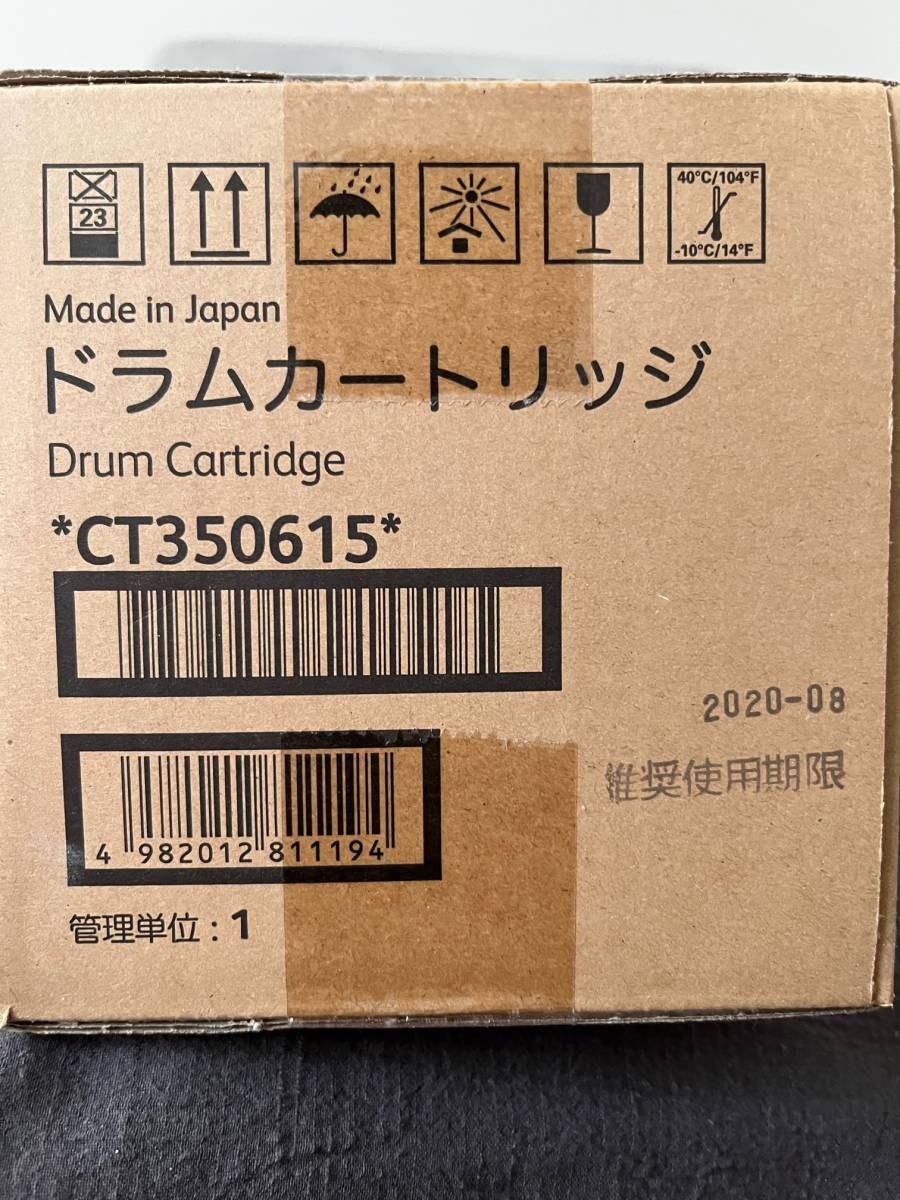 23
40°C/104°F
-10°C/14°F
Made in Japan
ドラムカートリッジ
Drum Cartridge
*CT350615*
2020-08
推奨使用期限
4 982012 811194
管理単位 : 1